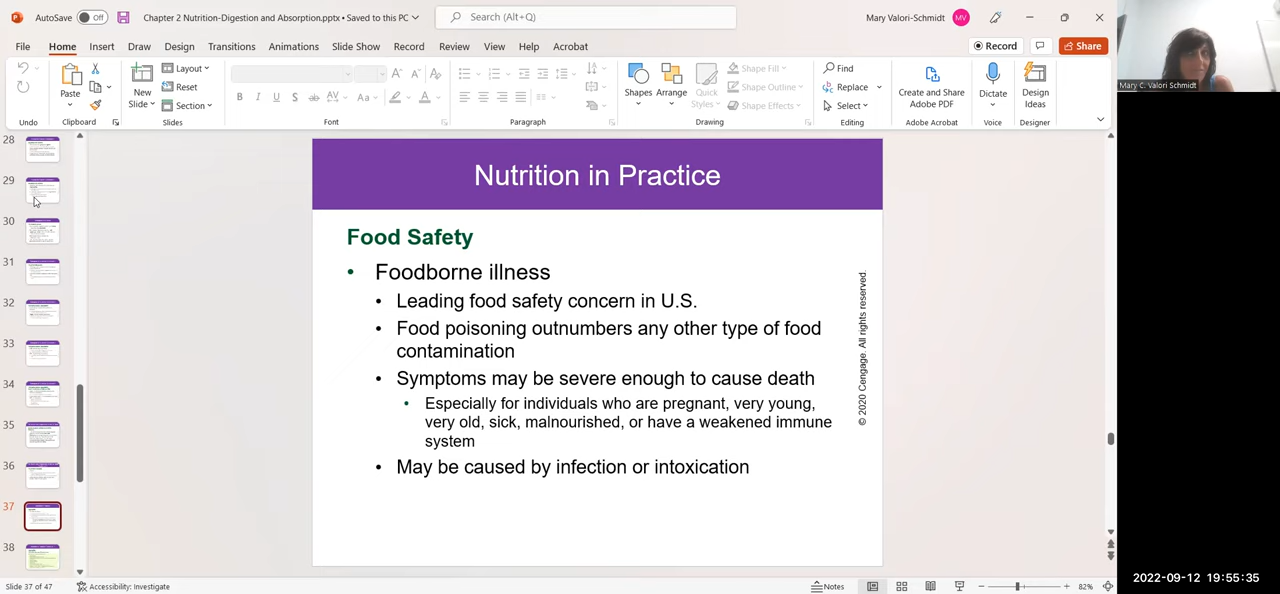 AutoSave Off Chapter 2 Nutrition-Digestion and Absorption.pptx • Saved to this PC Search (Alt+Q) Mary Valori-Schmidt MV
File Home Insert Draw Design Transitions Animations Slide Show Record Review View Help Acrobat Record Share
Paste New Slide Layout Reset Section
B I U S ab AV Aa A A A A
Shapes Arrange Quick Styles Shape Fill Shape Outline Shape Effects
Find Replace Select
Create and Share Adobe PDF Dictate Design Ideas
Undo Clipboard Slides Font Paragraph Drawing Editing Adobe Acrobat Voice Designer
Mary C. Valori Schmidt
28
29
30
31
32
33
34
35
36
37
38
Nutrition in Practice
Food Safety
• Foodborne illness
• Leading food safety concern in U.S.
• Food poisoning outnumbers any other type of food
contamination
• Symptoms may be severe enough to cause death
• Especially for individuals who are pregnant, very young,
very old, sick, malnourished, or have a weakened immune
system
• May be caused by infection or intoxication
© 2020 Cengage. All rights reserved.
Slide 37 of 47 Accessibility: Investigate Notes 82%
2022-09-12 19:55:35